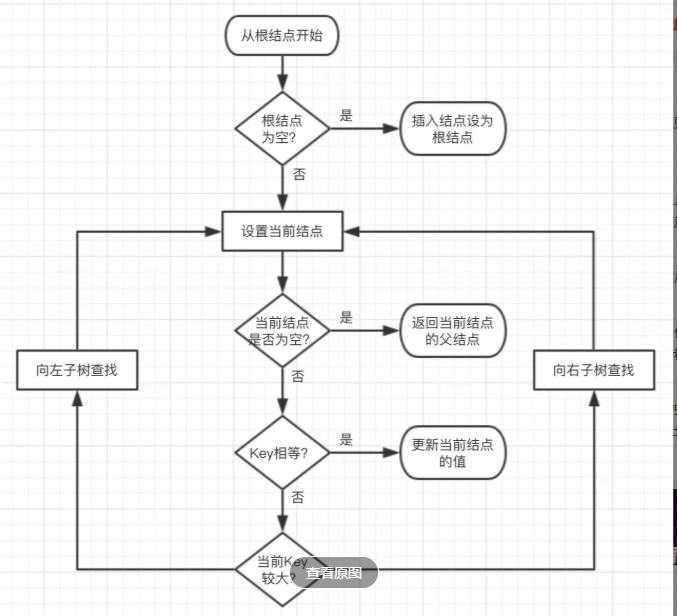 从根结点开始
根结点
为空?
是
插入结点设为
根结点
否
设置当前结点
当前结点
是否为空?
是
返回当前结点
的父结点
向左子树查找
向右子树查找
否
Key相等?
是
更新当前结点
的值
否
当前Key
较大?
查看原图